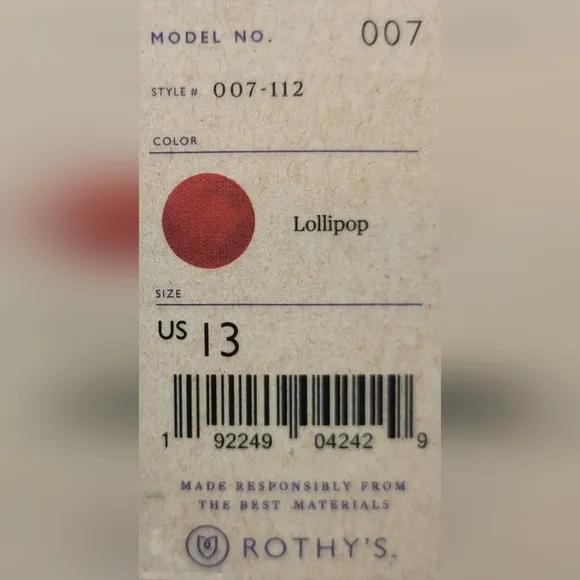 MODEL NO. 007
STYLE # 007-112
COLOR
Lollipop
SIZE
US 13
1 92249 04242 9
MADE RESPONSIBLY FROM
THE BEST MATERIALS
ROTHY'S.